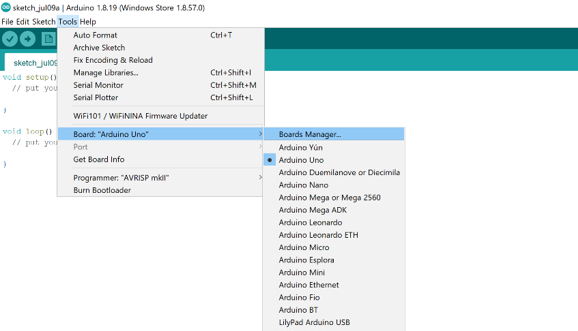 sketch_jul09a | Arduino 1.8.19 (Windows Store 1.8.57.0)
File Edit Sketch Tools Help
sketch_jul09
void setup()
// put you
}
void loop()
// put you
}
Auto Format Ctrl+T
Archive Sketch
Fix Encoding & Reload
Manage Libraries... Ctrl+Shift+I
Serial Monitor Ctrl+Shift+M
Serial Plotter Ctrl+Shift+L
WiFi101 / WiFiNINA Firmware Updater
Board: "Arduino Uno"
Port
Get Board Info
Programmer: "AVRISP mkII"
Burn Bootloader
Boards Manager...
Arduino Yún
Arduino Uno
Arduino Duemilanove or Diecimila
Arduino Nano
Arduino Mega or Mega 2560
Arduino Mega ADK
Arduino Leonardo
Arduino Leonardo ETH
Arduino Micro
Arduino Esplora
Arduino Mini
Arduino Ethernet
Arduino Fio
Arduino BT
LilyPad Arduino USB